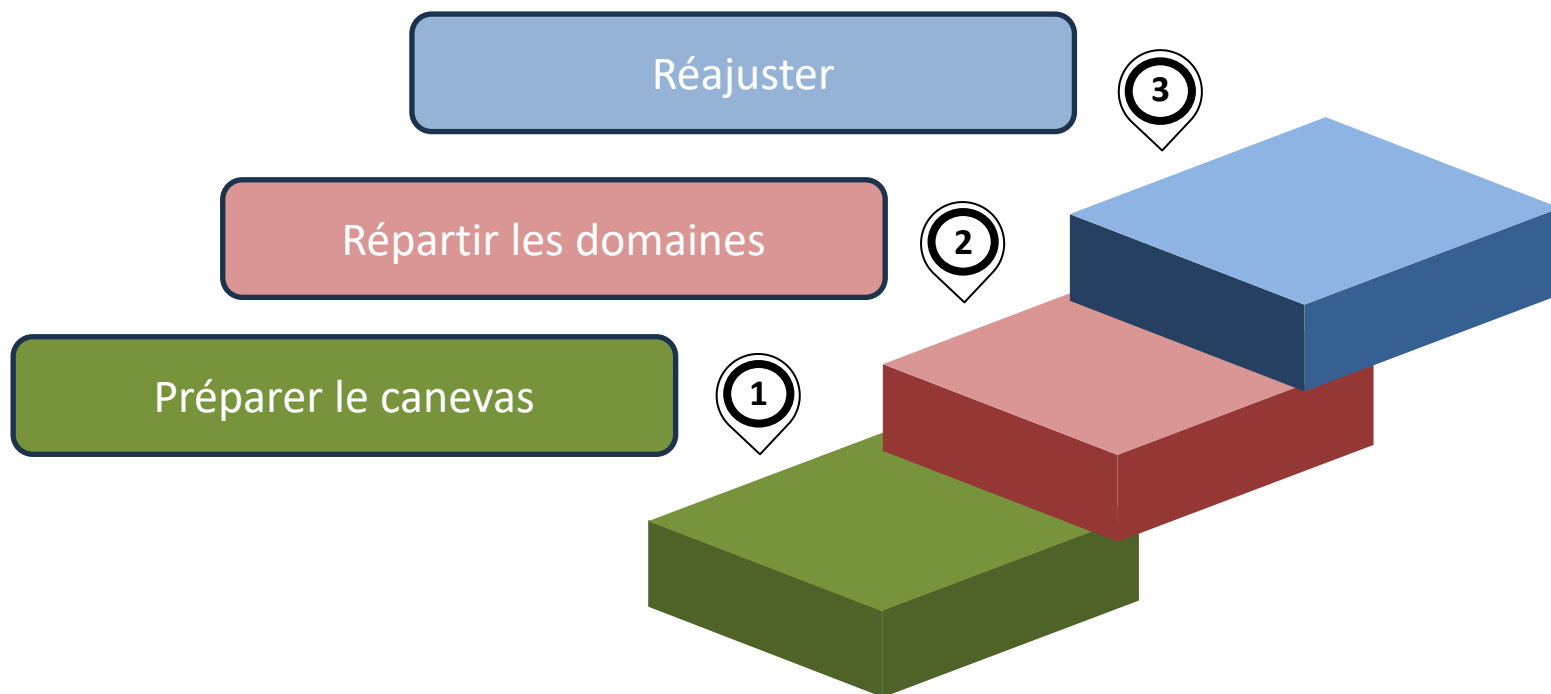 Réajuster
3
Répartir les domaines
2
Préparer le canevas
1